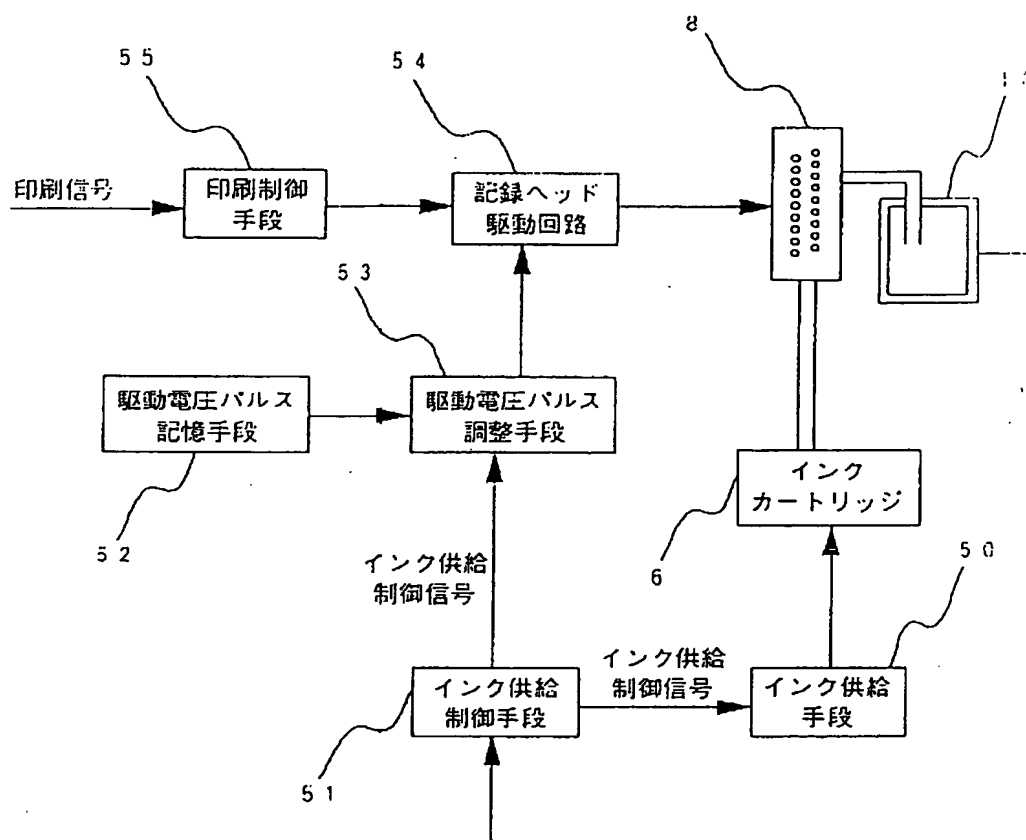 8
55
54
印刷信号
印刷制御
手段
記録ヘッド
駆動回路
53
駆動電圧パルス
記憶手段
駆動電圧パルス
調整手段
インク
カートリッジ
52
インク供給
制御信号
6
50
インク供給
制御手段
インク供給
制御信号
インク供給
手段
51